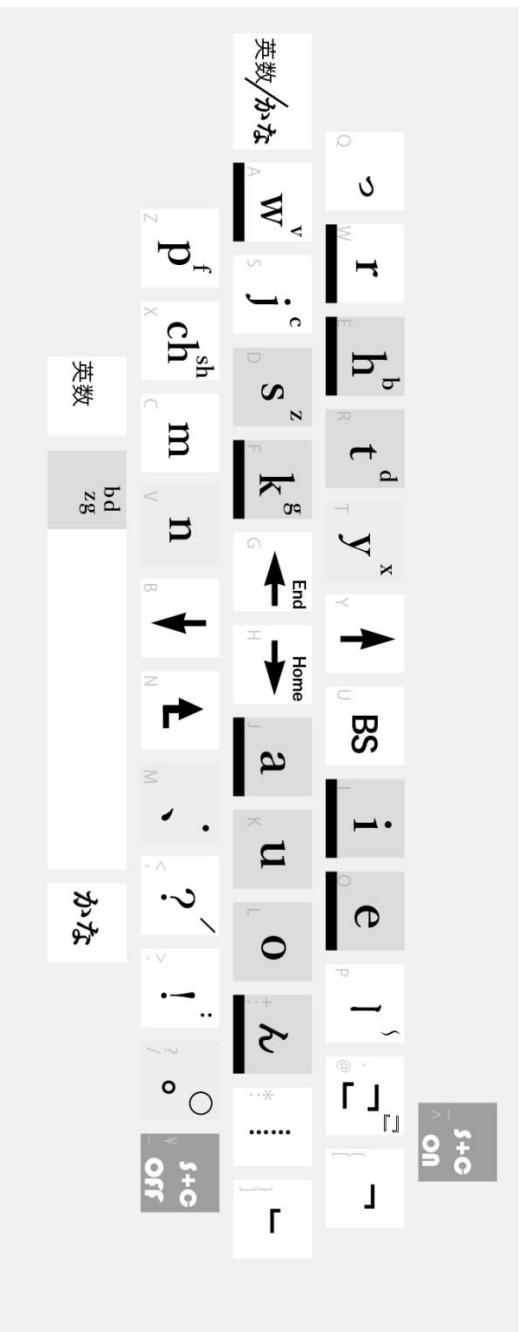 ~ ^ S+C ON
Q っ W r E h b R t d T y x Y ↑ U BS I i O e P ー 〜 @ ` 「」『』 [ { 「
英数/かな A w v S j c D s z F k g G ← End H → Home J a K u L o ; + ん : * …… ] } 」
Z p f X ch sh C m V n B ↓ N ↵ M 、 ・ , < ? ／ . > ! : / ? 。 ○ _ ¥ S+C OFF
英数 bd zg かな